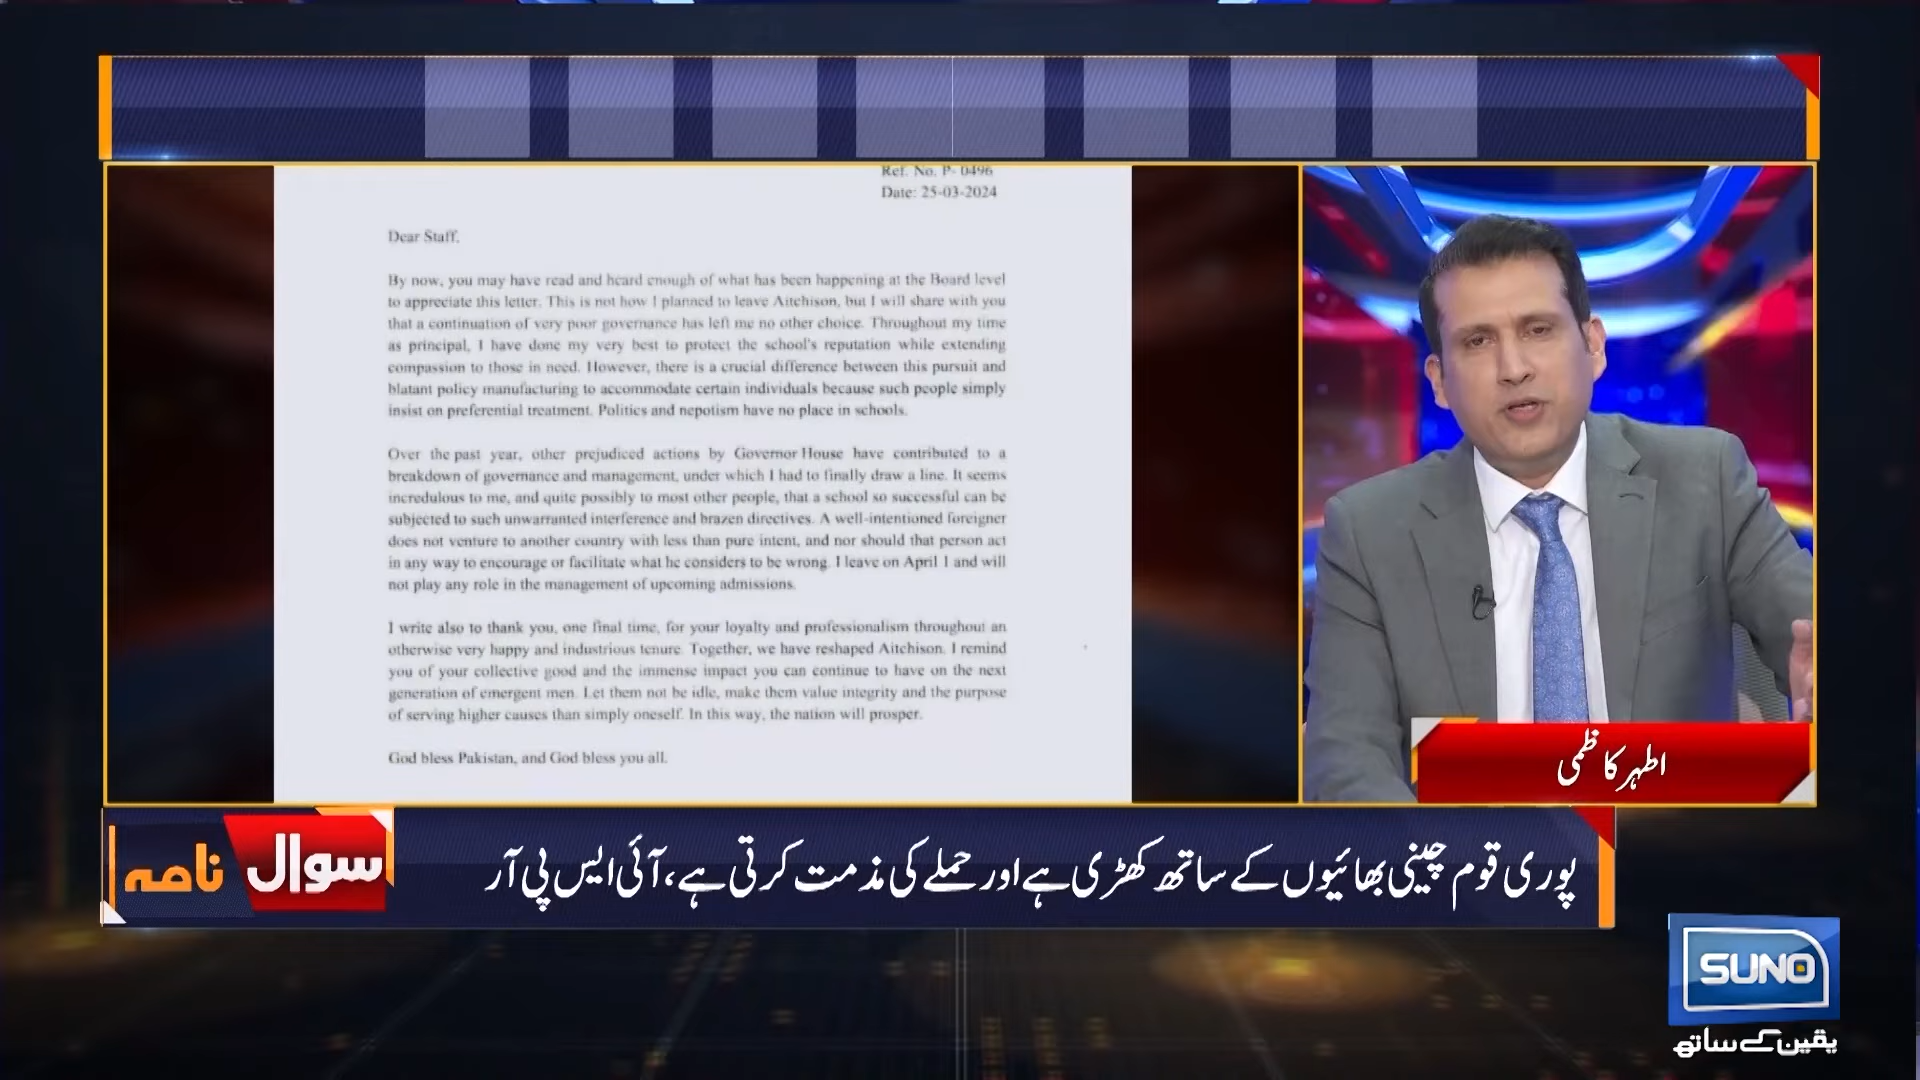 Ref. No. P- 0496
Date: 25-03-2024
Dear Staff,
By now, you may have read and heard enough of what has been happening at the Board level
to appreciate this letter. This is not how I planned to leave Aitchison, but I will share with you
that a continuation of very poor governance has left me no other choice. Throughout my time
as principal, I have done my very best to protect the school's reputation while extending
compassion to those in need. However, there is a crucial difference between this pursuit and
blatant policy manufacturing to accommodate certain individuals because such people simply
insist on preferential treatment. Politics and nepotism have no place in schools.
Over the past year, other prejudiced actions by Governor House have contributed to a
breakdown of governance and management, under which I had to finally draw a line. It seems
incredulous to me, and quite possibly to most other people, that a school so successful can be
subjected to such unwarranted interference and brazen directives. A well-intentioned foreigner
does not venture to another country with less than pure intent, and nor should that person act
in any way to encourage or facilitate what he considers to be wrong. I leave on April 1 and will
not play any role in the management of upcoming admissions.
I write also to thank you, one final time, for your loyalty and professionalism throughout an
otherwise very happy and industrious tenure. Together, we have reshaped Aitchison. I remind
you of your collective good and the immense impact you can continue to have on the next
generation of emergent men. Let them not be idle, make them value integrity and the purpose
of serving higher causes than simply oneself. In this way, the nation will prosper.
God bless Pakistan, and God bless you all.
اطہر کاظمی
سوال نامہ
پوری قوم چینی بھائیوں کے ساتھ کھڑی ہے اور حملے کی مذمت کرتی ہے، آئی ایس پی آر
SUNO
یقین کے ساتھ